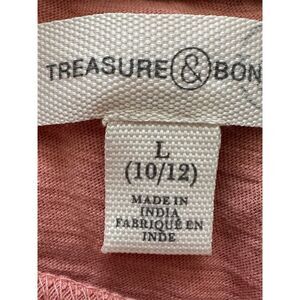 TREASURE & BON
L
(10/12)
MADE IN
INDIA
FABRIQUÉ EN
INDE